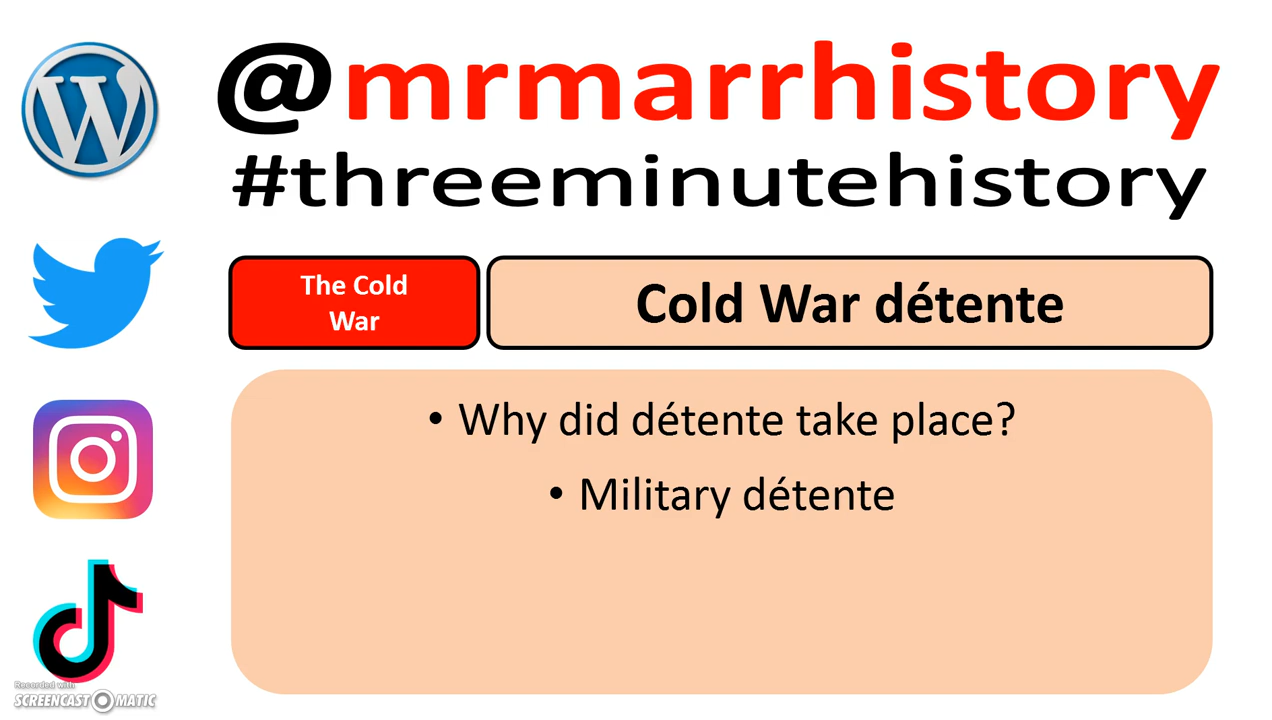 @mrmarrhistory
#threeminutehistory
The Cold
War
Cold War détente
• Why did détente take place?
• Military détente
Recorded with
SCREENCAST MATIC